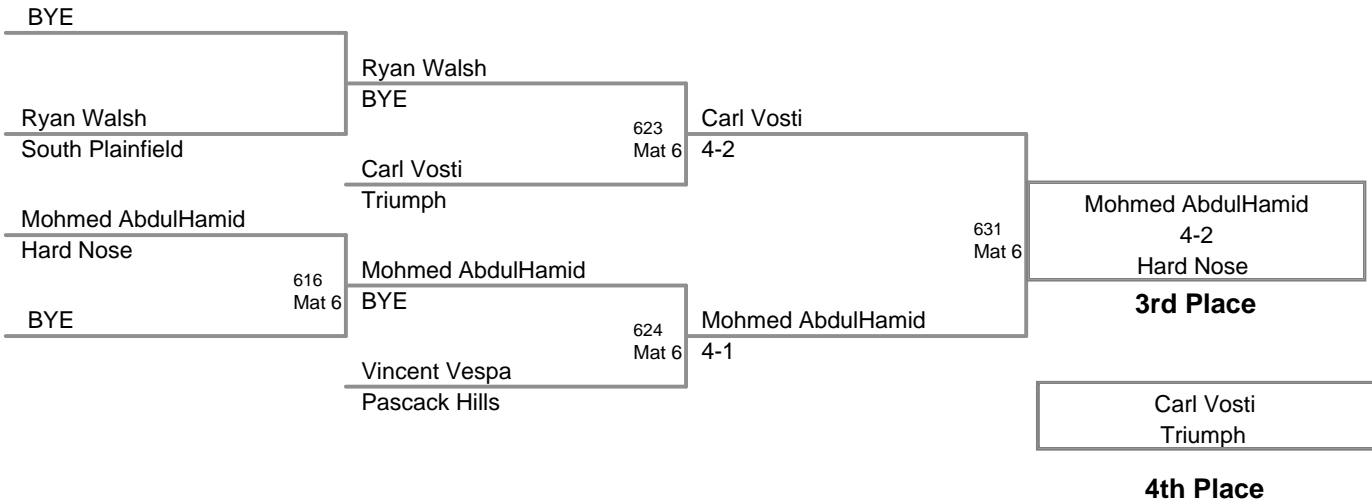 BYE
Ryan Walsh
South Plainfield
Mohmed AbdulHamid
Hard Nose
616
Mat 6
BYE
Ryan Walsh
BYE
Carl Vosti
Triumph
623
Mat 6
Mohmed AbdulHamid
BYE
Vincent Vespa
Pascack Hills
624
Mat 6
Carl Vosti
4-2
Mohmed AbdulHamid
4-1
631
Mat 6
Mohmed AbdulHamid
4-2
Hard Nose
3rd Place
Carl Vosti
Triumph
4th Place